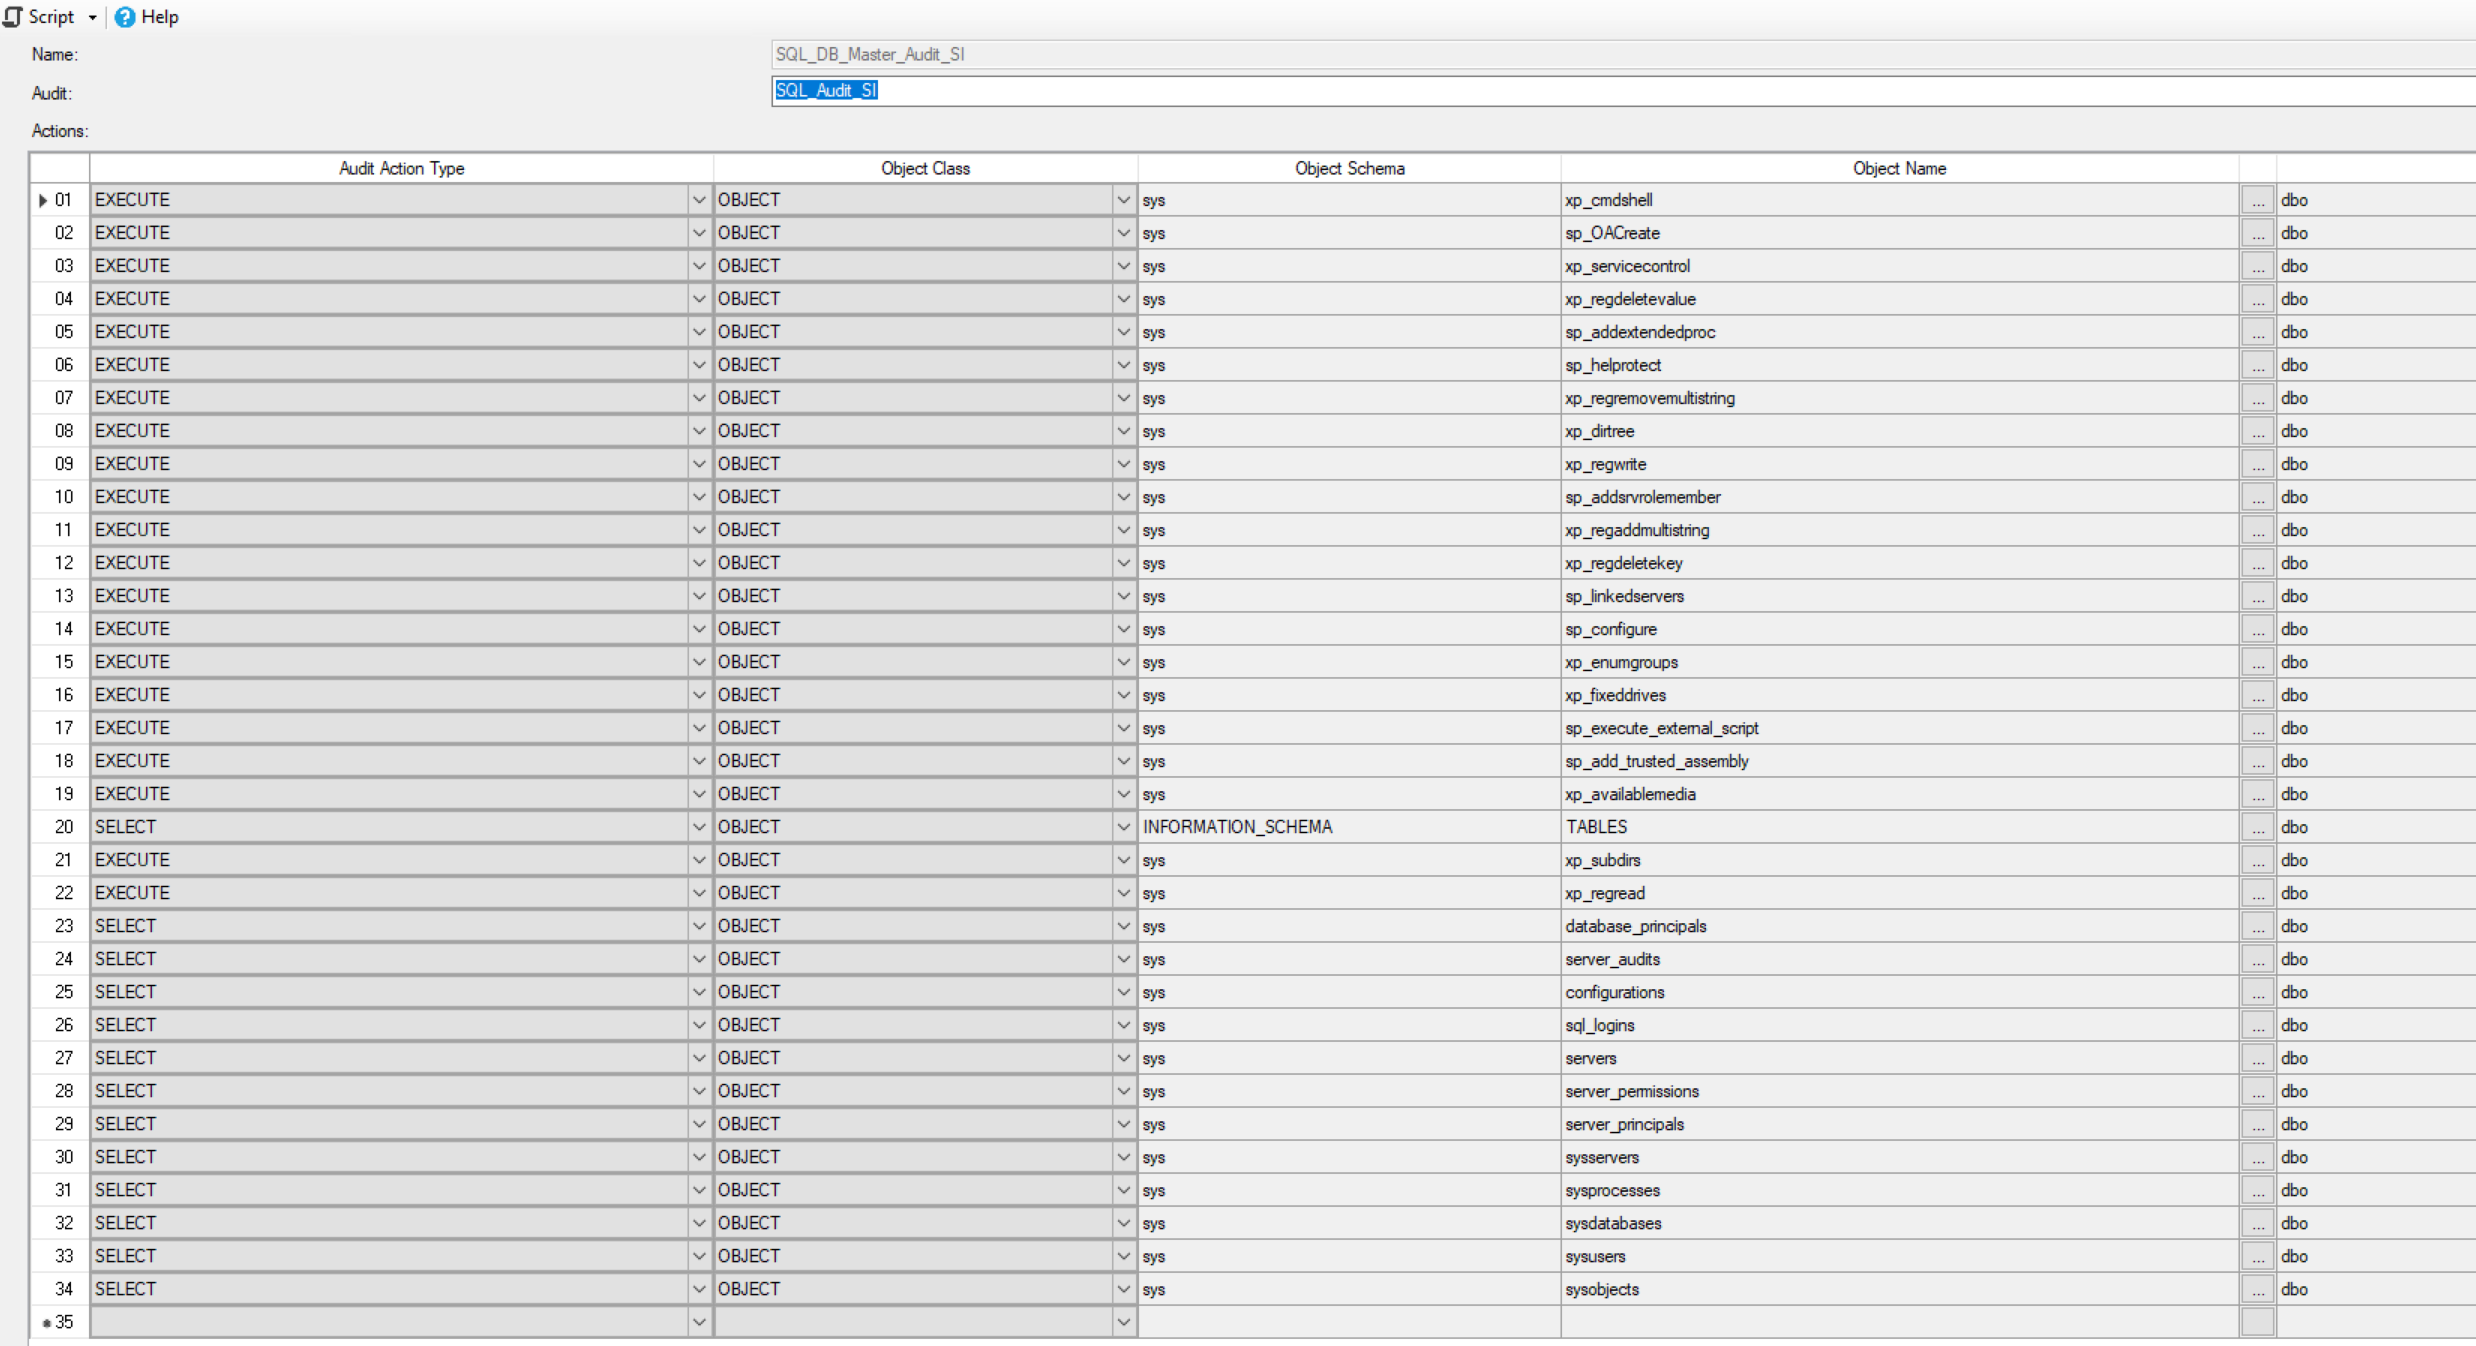 Script Help
Name: SQL_DB_Master_Audit_SI
Audit: SQL_Audit_SI
Actions:
Audit Action Type Object Class Object Schema Object Name
01 EXECUTE OBJECT sys xp_cmdshell ... dbo
02 EXECUTE OBJECT sys sp_OACreate ... dbo
03 EXECUTE OBJECT sys xp_servicecontrol ... dbo
04 EXECUTE OBJECT sys xp_regdeletevalue ... dbo
05 EXECUTE OBJECT sys sp_addextendedproc ... dbo
06 EXECUTE OBJECT sys sp_helprotect ... dbo
07 EXECUTE OBJECT sys xp_regremovemultistring ... dbo
08 EXECUTE OBJECT sys xp_dirtree ... dbo
09 EXECUTE OBJECT sys xp_regwrite ... dbo
10 EXECUTE OBJECT sys sp_addsrvrolemember ... dbo
11 EXECUTE OBJECT sys xp_regaddmultistring ... dbo
12 EXECUTE OBJECT sys xp_regdeletekey ... dbo
13 EXECUTE OBJECT sys sp_linkedservers ... dbo
14 EXECUTE OBJECT sys sp_configure ... dbo
15 EXECUTE OBJECT sys xp_enumgroups ... dbo
16 EXECUTE OBJECT sys xp_fixeddrives ... dbo
17 EXECUTE OBJECT sys sp_execute_external_script ... dbo
18 EXECUTE OBJECT sys sp_add_trusted_assembly ... dbo
19 EXECUTE OBJECT sys xp_availablemedia ... dbo
20 SELECT OBJECT INFORMATION_SCHEMA TABLES ... dbo
21 EXECUTE OBJECT sys xp_subdirs ... dbo
22 EXECUTE OBJECT sys xp_regread ... dbo
23 SELECT OBJECT sys database_principals ... dbo
24 SELECT OBJECT sys server_audits ... dbo
25 SELECT OBJECT sys configurations ... dbo
26 SELECT OBJECT sys sql_logins ... dbo
27 SELECT OBJECT sys servers ... dbo
28 SELECT OBJECT sys server_permissions ... dbo
29 SELECT OBJECT sys server_principals ... dbo
30 SELECT OBJECT sys sysservers ... dbo
31 SELECT OBJECT sys sysprocesses ... dbo
32 SELECT OBJECT sys sysdatabases ... dbo
33 SELECT OBJECT sys sysusers ... dbo
34 SELECT OBJECT sys sysobjects ... dbo
35